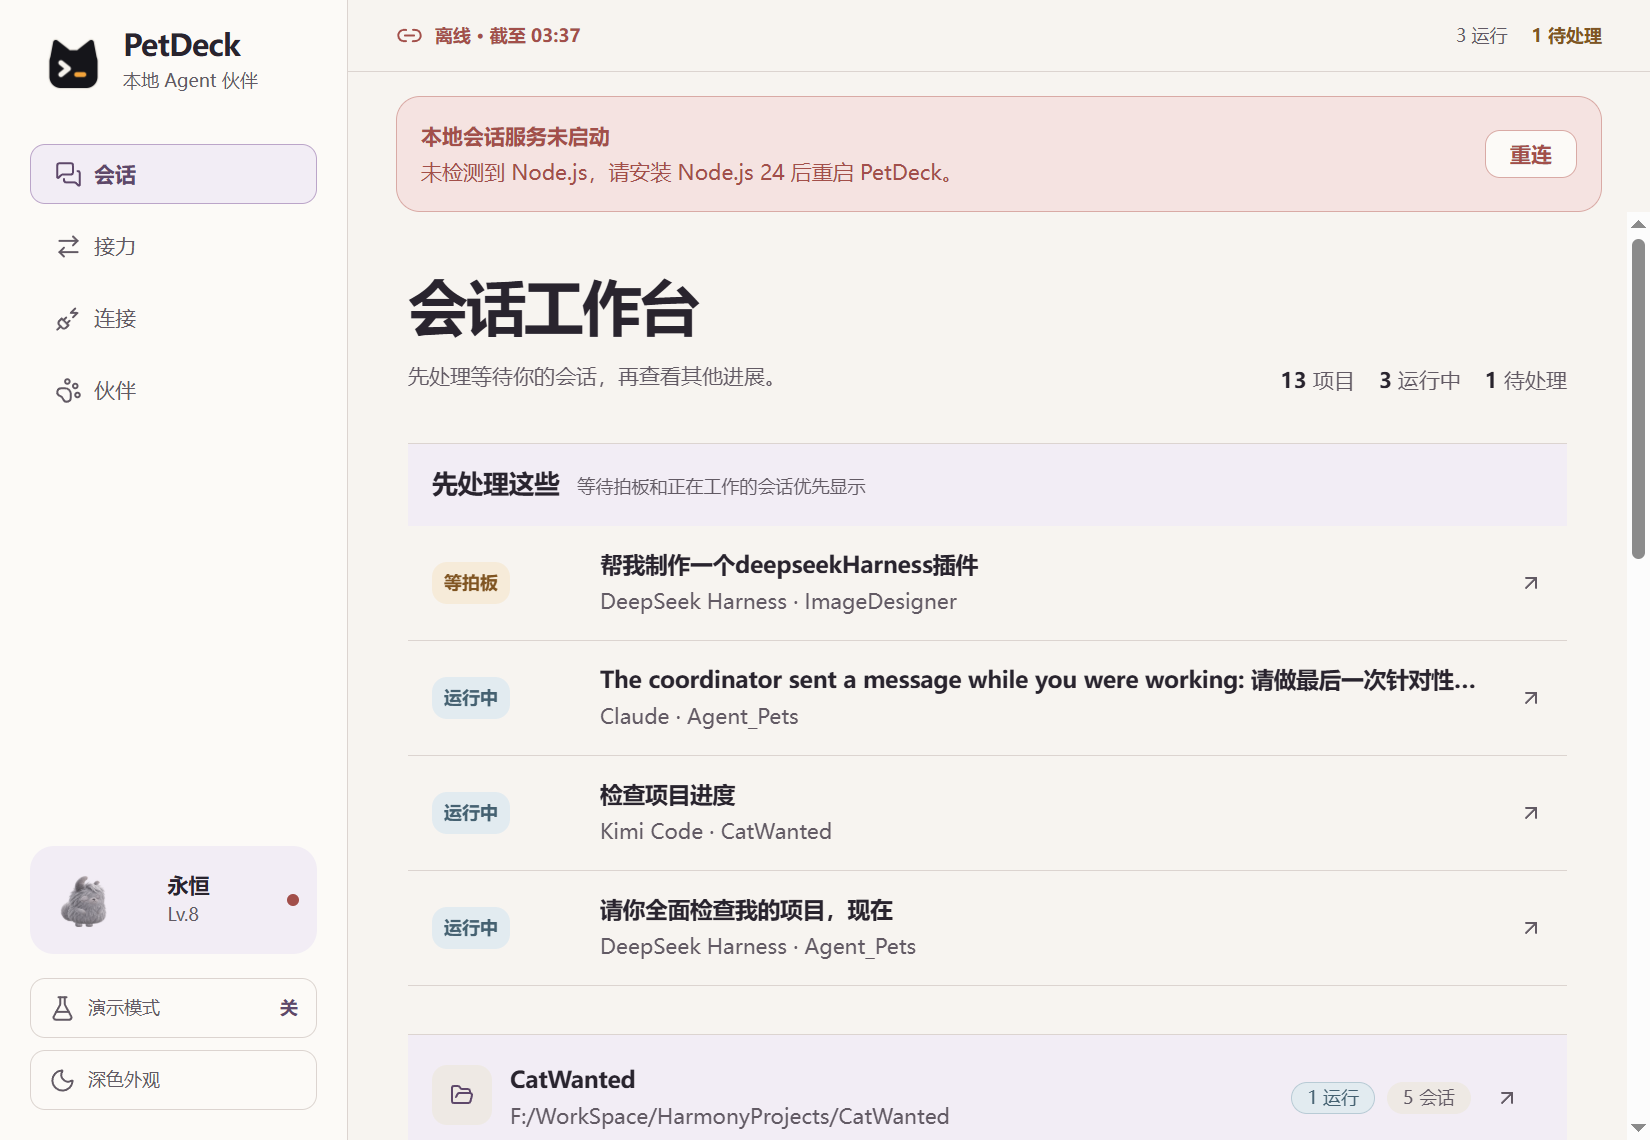 PetDeck
本地 Agent 伙伴
会话
接力
连接
伙伴
永恒
Lv.8
演示模式 关
深色外观
离线 • 截至 03:37
3 运行 1 待处理
本地会话服务未启动
未检测到 Node.js，请安装 Node.js 24 后重启 PetDeck。
重连
会话工作台
先处理等待你的会话，再查看其他进展。
13 项目 3 运行中 1 待处理
先处理这些 等待拍板和正在工作的会话优先显示
等拍板
帮我制作一个deepseekHarness插件
DeepSeek Harness · ImageDesigner
运行中
The coordinator sent a message while you were working: 请做最后一次针对性…
Claude · Agent_Pets
运行中
检查项目进度
Kimi Code · CatWanted
运行中
请你全面检查我的项目，现在
DeepSeek Harness · Agent_Pets
CatWanted
F:/WorkSpace/HarmonyProjects/CatWanted
1 运行 5 会话